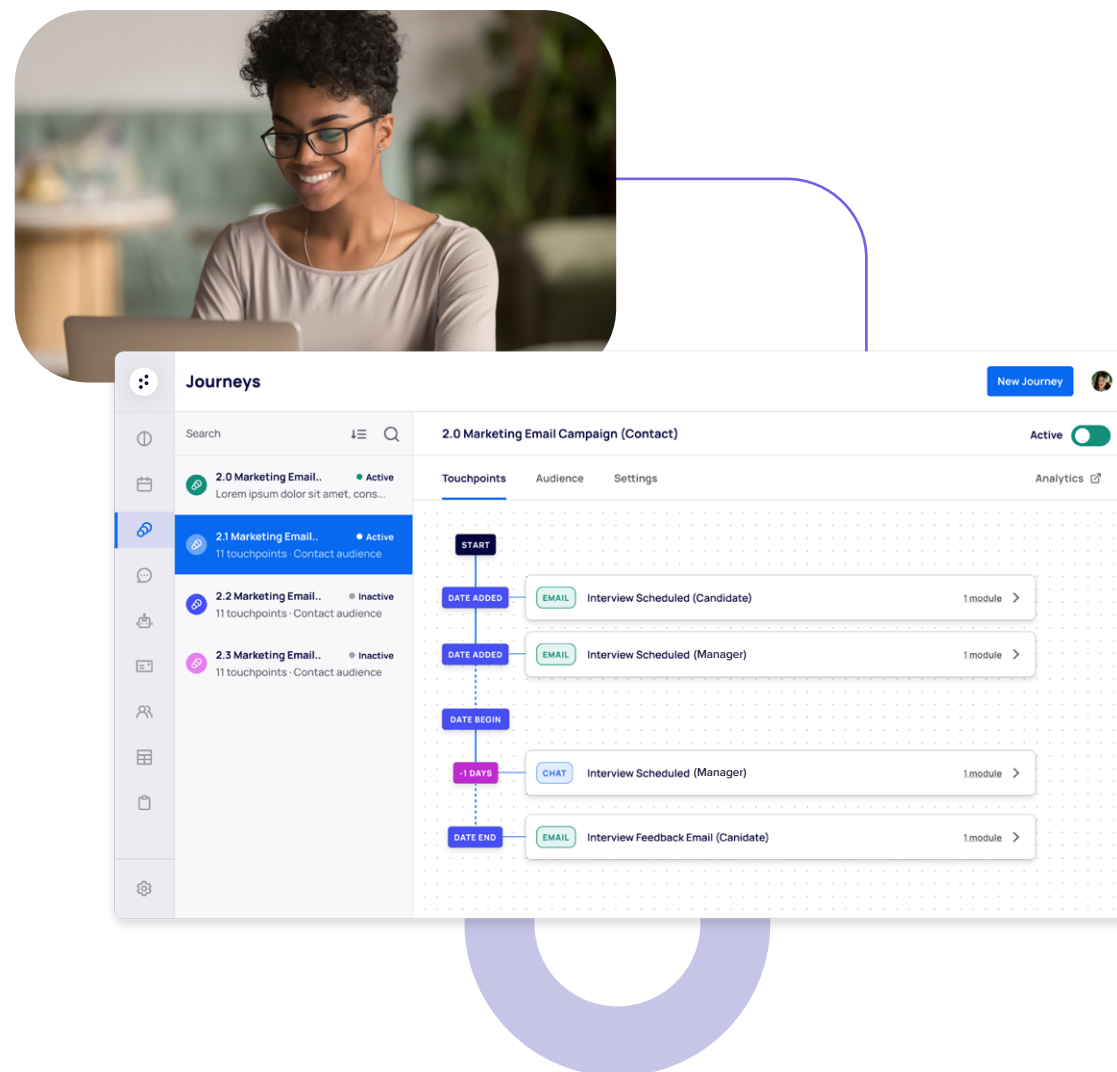 Journeys
New Journey
Search
2.0 Marketing Email Campaign (Contact)
Active
2.0 Marketing Email..
Active
Lorem ipsum dolor sit amet, cons...
2.1 Marketing Email..
Active
11 touchpoints · Contact audience
2.2 Marketing Email..
Inactive
11 touchpoints · Contact audience
2.3 Marketing Email..
Inactive
11 touchpoints · Contact audience
Touchpoints
Audience
Settings
Analytics
START
DATE ADDED
EMAIL
Interview Scheduled (Candidate)
1 module
DATE ADDED
EMAIL
Interview Scheduled (Manager)
1 module
DATE BEGIN
-1 DAYS
CHAT
Interview Scheduled (Manager)
1 module
DATE END
EMAIL
Interview Feedback Email (Canidate)
1 module